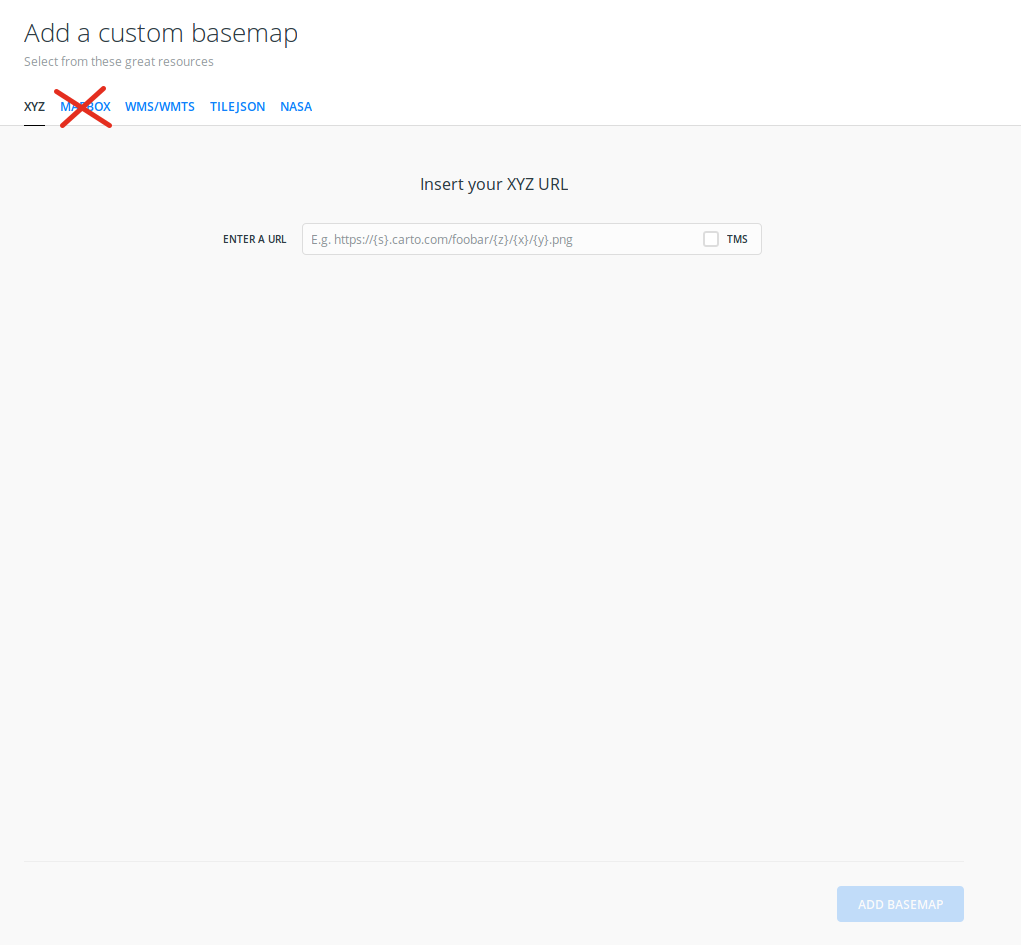 Add a custom basemap
Select from these great resources
XYZ MAPBOX WMS/WMTS TILEJSON NASA
Insert your XYZ URL
ENTER A URL E.g. https://{s}.carto.com/foobar/{z}/{x}/{y}.png TMS
ADD BASEMAP